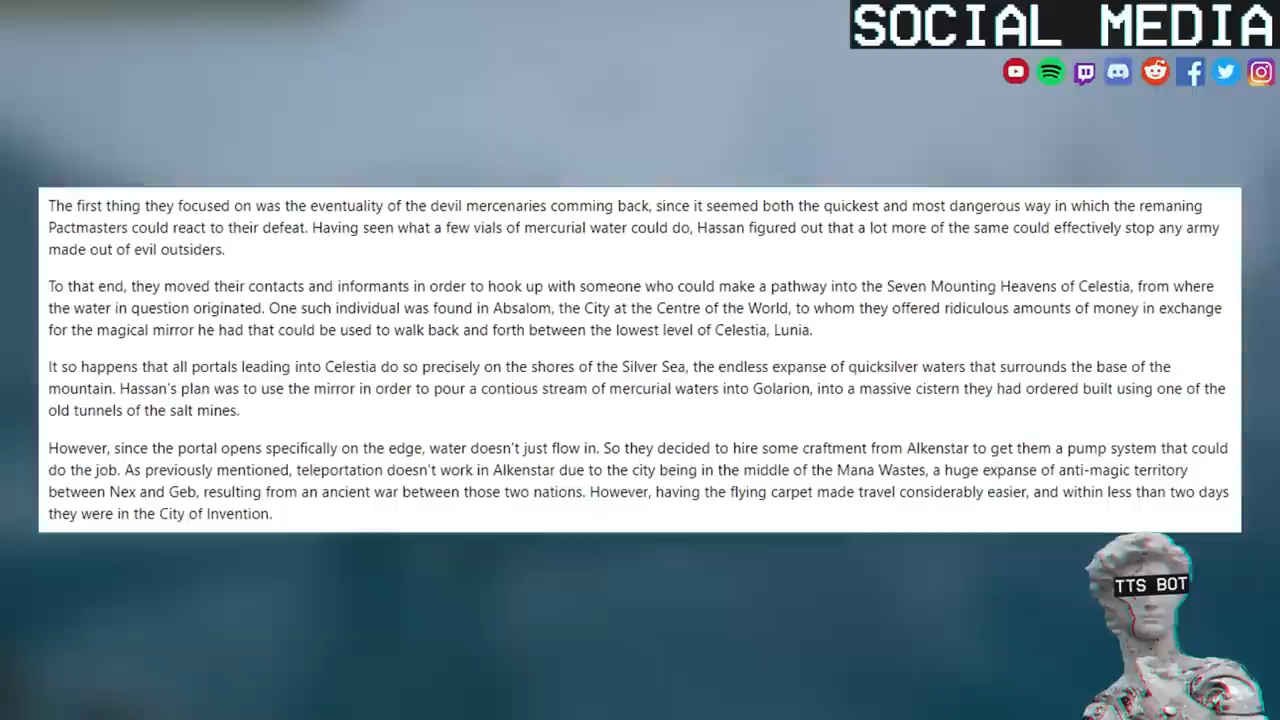 SOCIAL MEDIA
The first thing they focused on was the eventuality of the devil mercenaries comming back, since it seemed both the quickest and most dangerous way in which the remaning
Pactmasters could react to their defeat. Having seen what a few vials of mercurial water could do, Hassan figured out that a lot more of the same could effectively stop any army
made out of evil outsiders.
To that end, they moved their contacts and informants in order to hook up with someone who could make a pathway into the Seven Mounting Heavens of Celestia, from where
the water in question originated. One such individual was found in Absalom, the City at the Centre of the World, to whom they offered ridiculous amounts of money in exchange
for the magical mirror he had that could be used to walk back and forth between the lowest level of Celestia, Lunia.
It so happens that all portals leading into Celestia do so precisely on the shores of the Silver Sea, the endless expanse of quicksilver waters that surrounds the base of the
mountain. Hassan's plan was to use the mirror in order to pour a contious stream of mercurial waters into Golarion, into a massive cistern they had ordered built using one of the
old tunnels of the salt mines.
However, since the portal opens specifically on the edge, water doesn't just flow in. So they decided to hire some craftment from Alkenstar to get them a pump system that could
do the job. As previously mentioned, teleportation doesn't work in Alkenstar due to the city being in the middle of the Mana Wastes, a huge expanse of anti-magic territory
between Nex and Geb, resulting from an ancient war between those two nations. However, having the flying carpet made travel considerably easier, and within less than two days
they were in the City of Invention.
TTS BOT